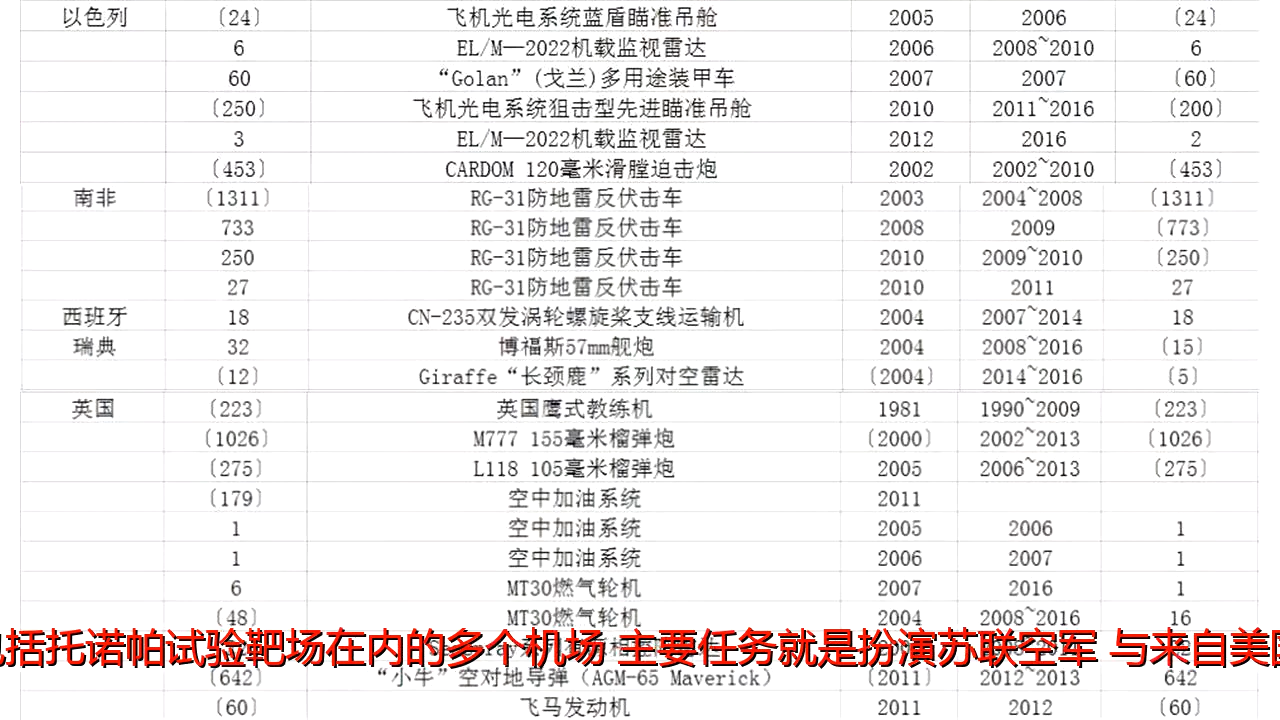 以色列 〔24〕 飞机光电系统蓝盾瞄准吊舱 2005 2006 〔24〕
6 EL/M—2022机载监视雷达 2006 2008~2010 6
60 “Golan”(戈兰)多用途装甲车 2007 2007 〔60〕
〔250〕 飞机光电系统狙击型先进瞄准吊舱 2010 2011~2016 〔200〕
3 EL/M—2022机载监视雷达 2012 2016 2
〔453〕 CARDOM 120毫米滑膛迫击炮 2002 2002~2010 〔453〕
南非 〔1311〕 RG-31防地雷反伏击车 2003 2004~2008 〔1311〕
733 RG-31防地雷反伏击车 2008 2009 〔773〕
250 RG-31防地雷反伏击车 2010 2009~2010 〔250〕
27 RG-31防地雷反伏击车 2010 2011 27
西班牙 18 CN-235双发涡轮螺旋桨支线运输机 2004 2007~2014 18
瑞典 32 博福斯57mm舰炮 2004 2008~2016 〔15〕
〔12〕 Giraffe“长颈鹿”系列对空雷达 〔2004〕 2014~2016 〔5〕
英国 〔223〕 英国鹰式教练机 1981 1990~2009 〔223〕
〔1026〕 M777 155毫米榴弹炮 〔2000〕 2002~2013 〔1026〕
〔275〕 L118 105毫米榴弹炮 2005 2006~2013 〔275〕
〔179〕 空中加油系统 2011
1 空中加油系统 2005 2006 1
1 空中加油系统 2006 2007 1
6 MT30燃气轮机 2007 2016 1
〔48〕 MT30燃气轮机 2004 2008~2016 16
括托诺帕试验靶场在内的多个机场 主要任务就是扮演苏联空军 与来自美国
〔642〕 “小牛”空对地导弹（AGM-65 Maverick） 〔2011〕 2012~2013 642
〔60〕 飞马发动机 2011 2012 〔60〕